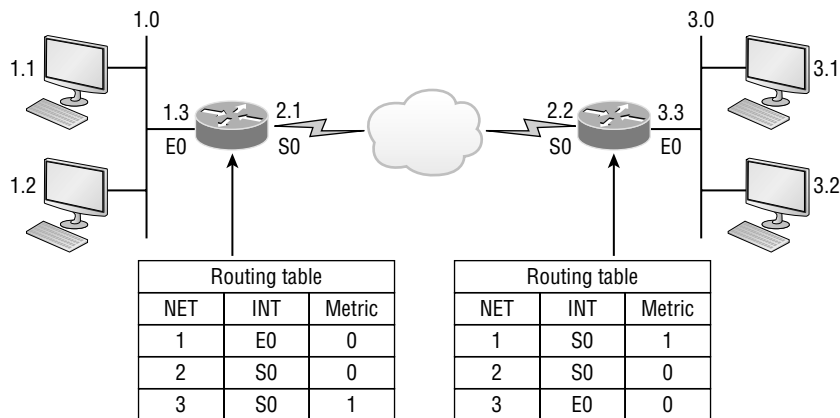 1.0
3.0
1.1
3.1
1.3
2.1
2.2
3.3
E0
S0
S0
E0
1.2
3.2
Routing table
NET INT Metric
1 E0 0
2 S0 0
3 S0 1
Routing table
NET INT Metric
1 S0 1
2 S0 0
3 E0 0